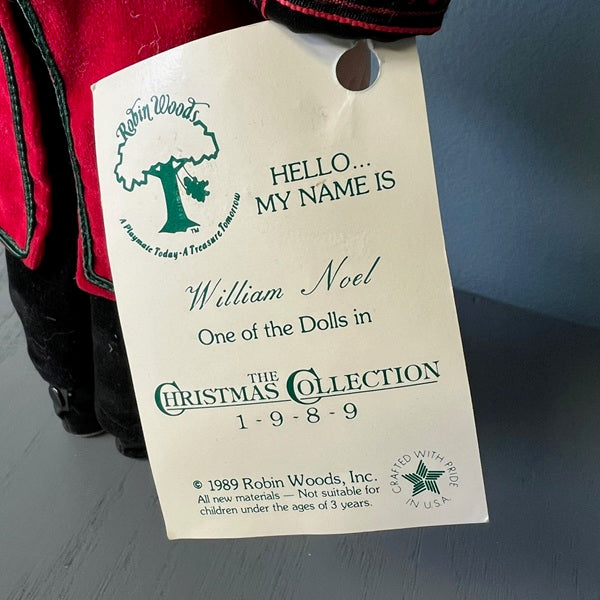 Robin Woods
TM
A Playmate Today • A Treasure Tomorrow
HELLO...
MY NAME IS
William Noel
One of the Dolls in
THE
CHRISTMAS COLLECTION
1-9-8-9
© 1989 Robin Woods, Inc.
All new materials — Not suitable for
children under the ages of 3 years.
CRAFTED WITH PRIDE
IN U.S.A.